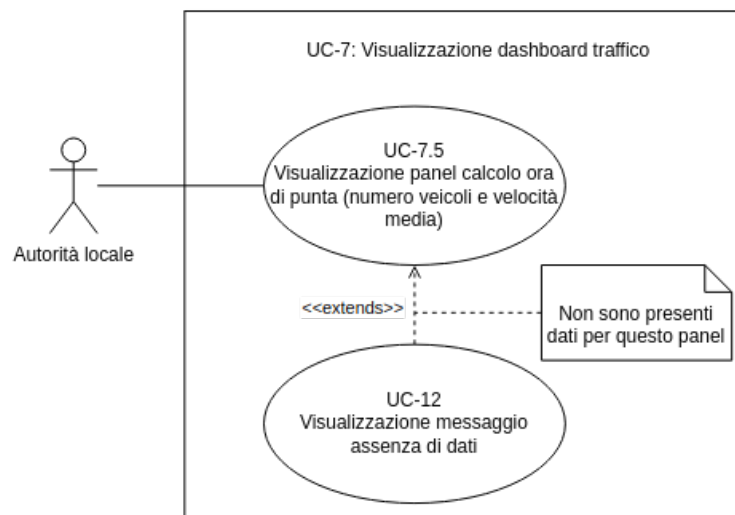 UC-7: Visualizzazione dashboard traffico
UC-7.5
Visualizzazione panel calcolo ora
di punta (numero veicoli e velocità
media)
Autorità locale
<<extends>>
Non sono presenti
dati per questo panel
UC-12
Visualizzazione messaggio
assenza di dati